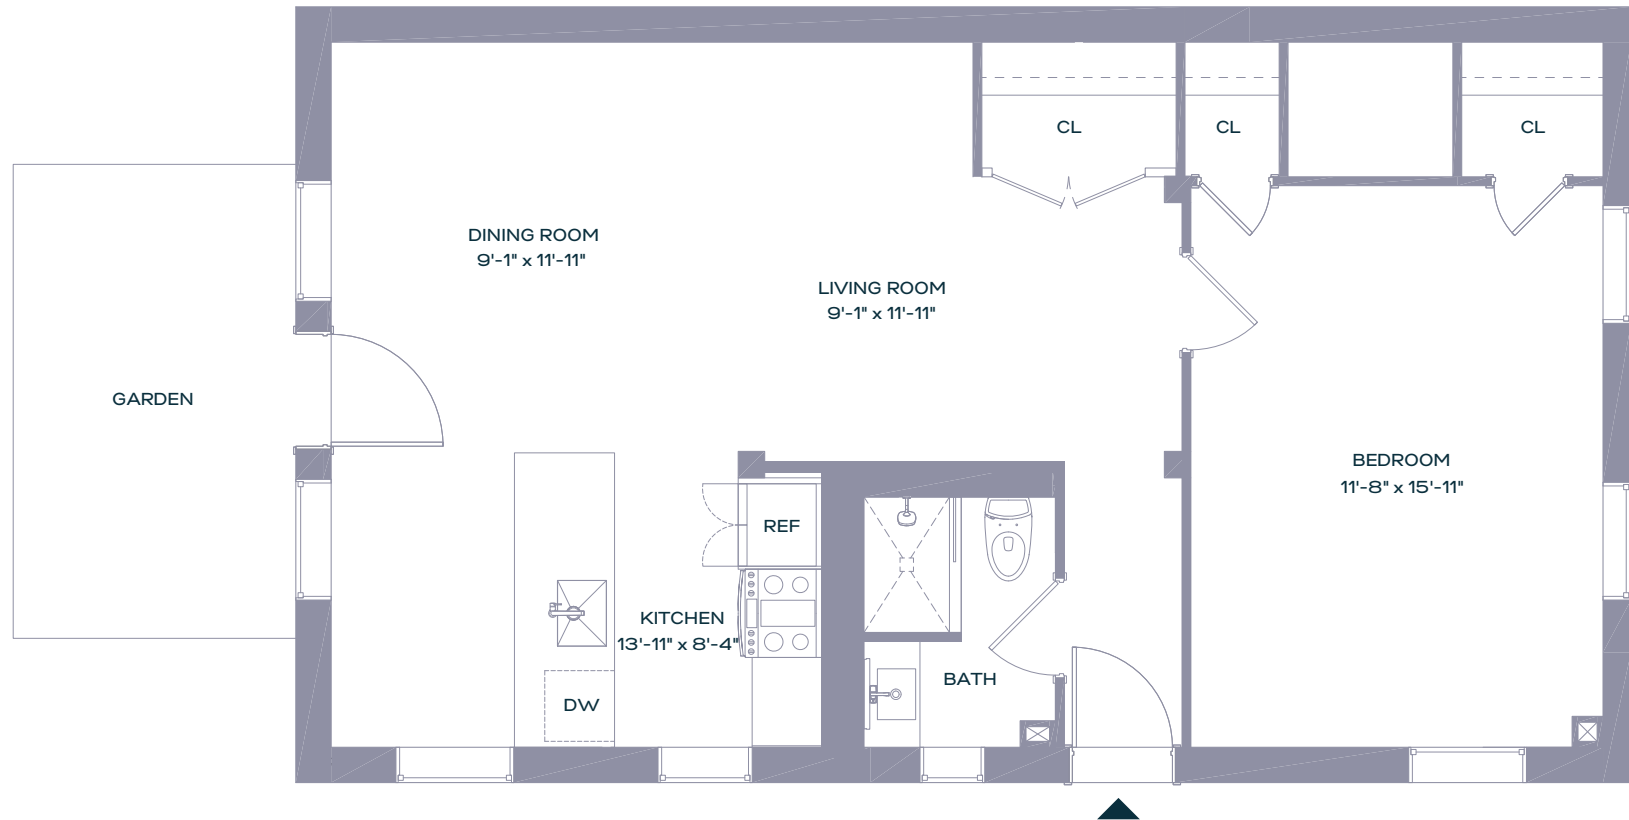 CL
CL
CL
DINING ROOM
9'-1" x 11'-11"
LIVING ROOM
9'-1" x 11'-11"
GARDEN
BEDROOM
11'-8" x 15'-11"
REF
KITCHEN
13'-11" x 8'-4"
BATH
DW